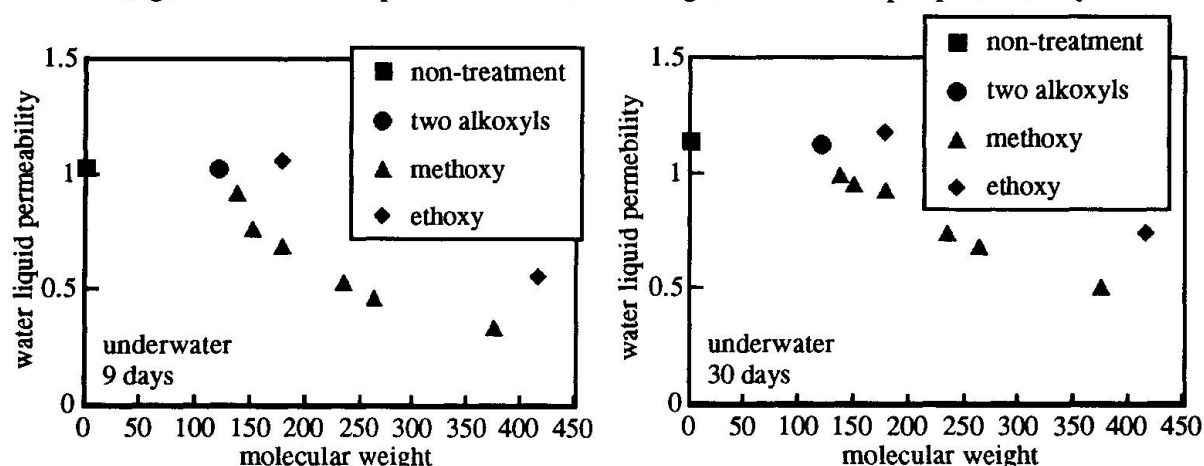 1.5
1
0.5
0
water liquid permeability
non-treatment
two alkoxyls
methoxy
ethoxy
underwater
9 days
0 50 100 150 200 250 300 350 400 450
molecular weight
1.5
1
0.5
0
water liquid permebility
non-treatment
two alkoxyls
methoxy
ethoxy
underwater
30 days
0 50 100 150 200 250 300 350 400 450
molecular weight